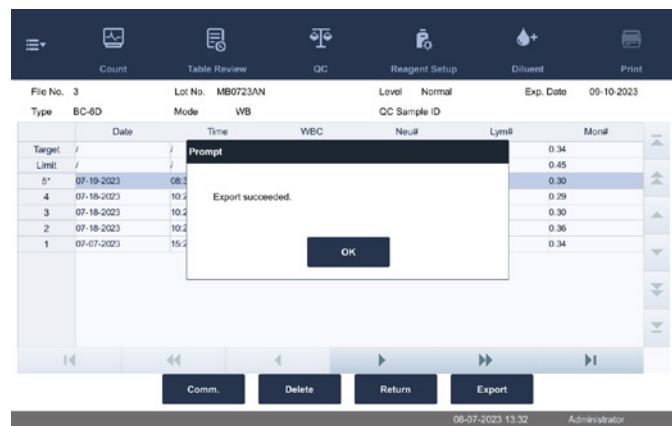 Count Table Review QC Reagent Setup Diluent Print
File No. 3 Lot No. MB0723AN Level Normal Exp. Date 09-10-2023
Type BC-6D Mode WB QC Sample ID
Date Time WBC Neu# Lym# Mon#
Target / / 0.34
Limit / / 0.45
5* 07-19-2023 08:3 0.30
4 07-18-2023 10:2 0.29
3 07-18-2023 10:2 0.30
2 07-18-2023 10:2 0.36
1 07-07-2023 15:2 0.34
Prompt
Export succeeded.
OK
Comm. Delete Return Export
08-07-2023 13:32 Administrator